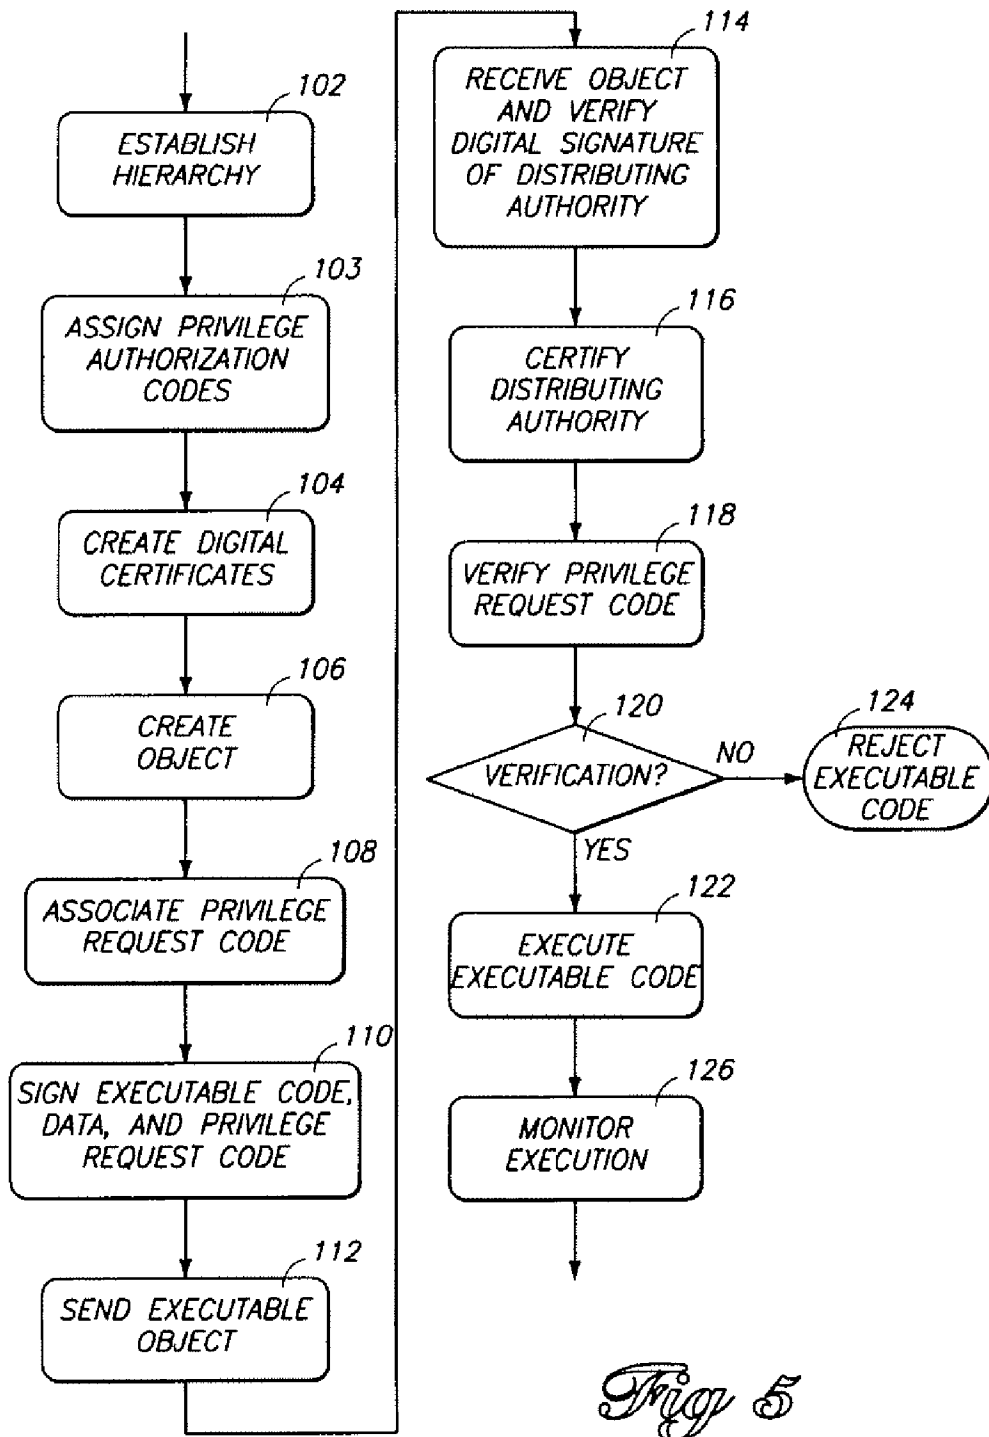 102
ESTABLISH
HIERARCHY
103
ASSIGN PRIVILEGE
AUTHORIZATION
CODES
104
CREATE DIGITAL
CERTIFICATES
106
CREATE
OBJECT
108
ASSOCIATE PRIVILEGE
REQUEST CODE
110
SIGN EXECUTABLE CODE,
DATA, AND PRIVILEGE
REQUEST CODE
112
SEND EXECUTABLE
OBJECT
114
RECEIVE OBJECT
AND VERIFY
DIGITAL SIGNATURE
OF DISTRIBUTING
AUTHORITY
116
CERTIFY
DISTRIBUTING
AUTHORITY
118
VERIFY PRIVILEGE
REQUEST CODE
120
VERIFICATION?
NO
124
REJECT
EXECUTABLE
CODE
YES
122
EXECUTE
EXECUTABLE CODE
126
MONITOR
EXECUTION
Fig 5